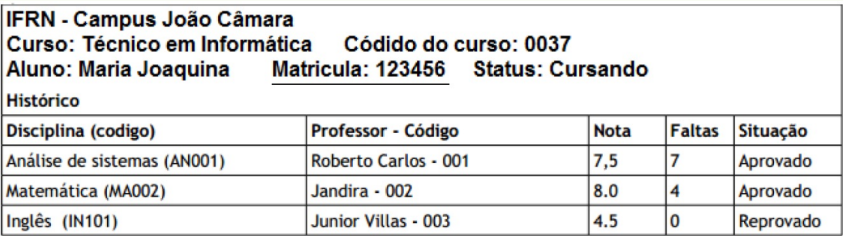 IFRN - Campus João Câmara
Curso: Técnico em Informática Códido do curso: 0037
Aluno: Maria Joaquina Matricula: 123456 Status: Cursando
Histórico
Disciplina (codigo) Professor - Código Nota Faltas Situação
Análise de sistemas (AN001) Roberto Carlos - 001 7,5 7 Aprovado
Matemática (MA002) Jandira - 002 8.0 4 Aprovado
Inglês (IN101) Junior Villas - 003 4.5 0 Reprovado